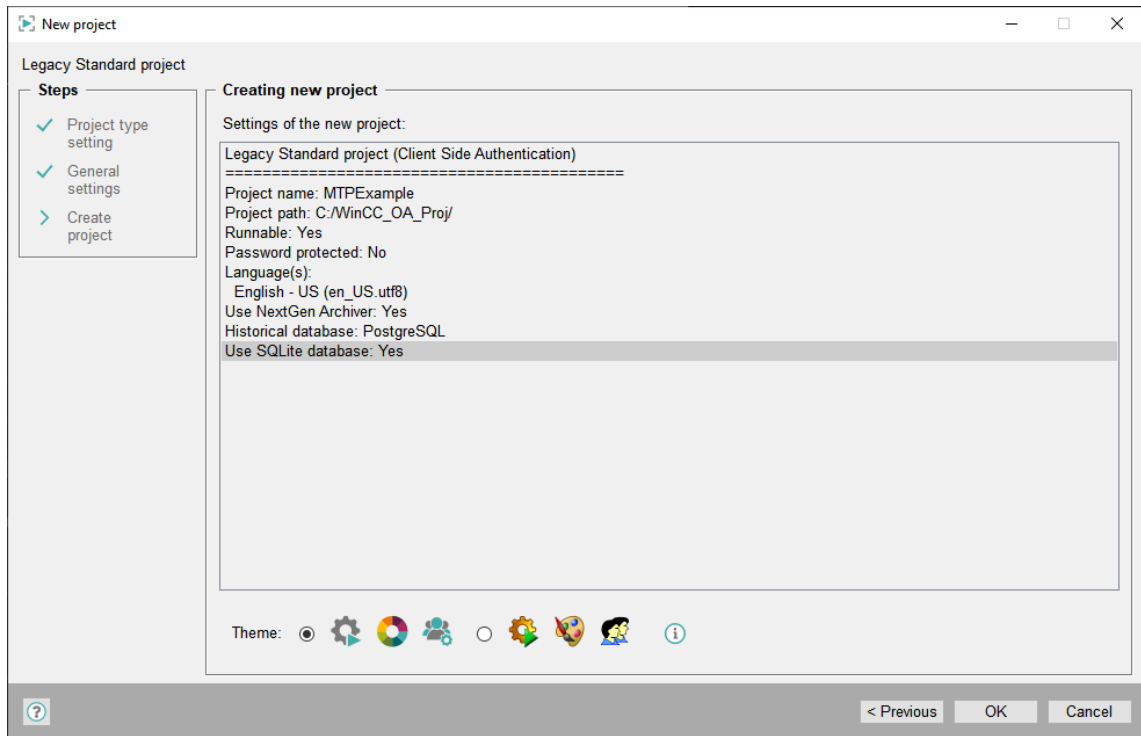 New project
Legacy Standard project
Steps
Project type
setting
General
settings
Create
project
Creating new project
Settings of the new project:
Legacy Standard project (Client Side Authentication)
===========================================
Project name: MTPExample
Project path: C:/WinCC_OA_Proj/
Runnable: Yes
Password protected: No
Language(s):
English - US (en_US.utf8)
Use NextGen Archiver: Yes
Historical database: PostgreSQL
Use SQLite database: Yes
Theme:
< Previous
OK
Cancel